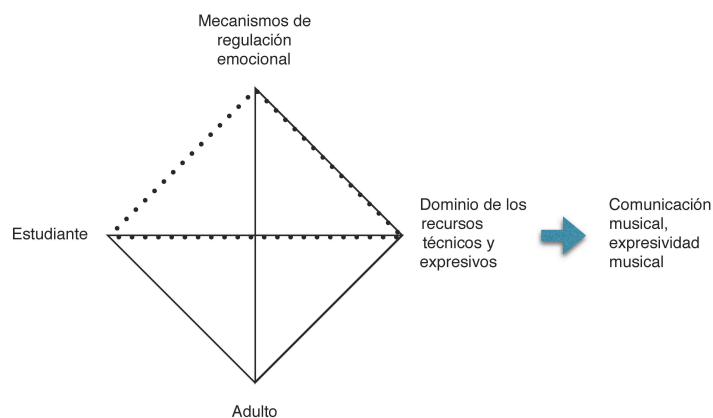 Mecanismos de
regulación
emocional
Estudiante
Dominio de los
recursos
técnicos y
expresivos
Comunicación
musical,
expresividad
musical
Adulto